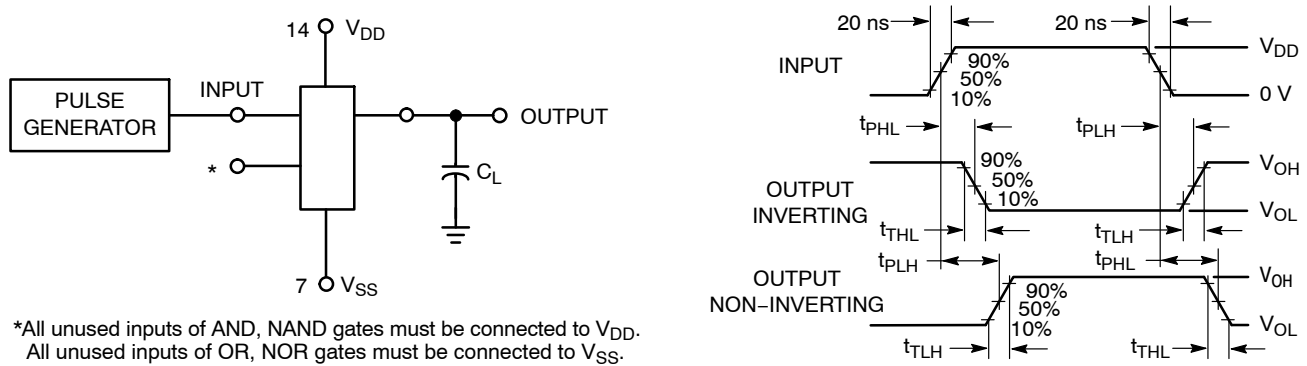 14 VDD
PULSE
GENERATOR
INPUT
OUTPUT
*
CL
7 VSS
*All unused inputs of AND, NAND gates must be connected to VDD.
All unused inputs of OR, NOR gates must be connected to VSS.
20 ns
20 ns
INPUT
90%
50%
10%
VDD
0 V
tPHL
tPLH
OUTPUT
INVERTING
90%
50%
10%
VOH
VOL
tTHL
tTLH
tPLH
tPHL
OUTPUT
NON−INVERTING
90%
50%
10%
VOH
VOL
tTLH
tTHL